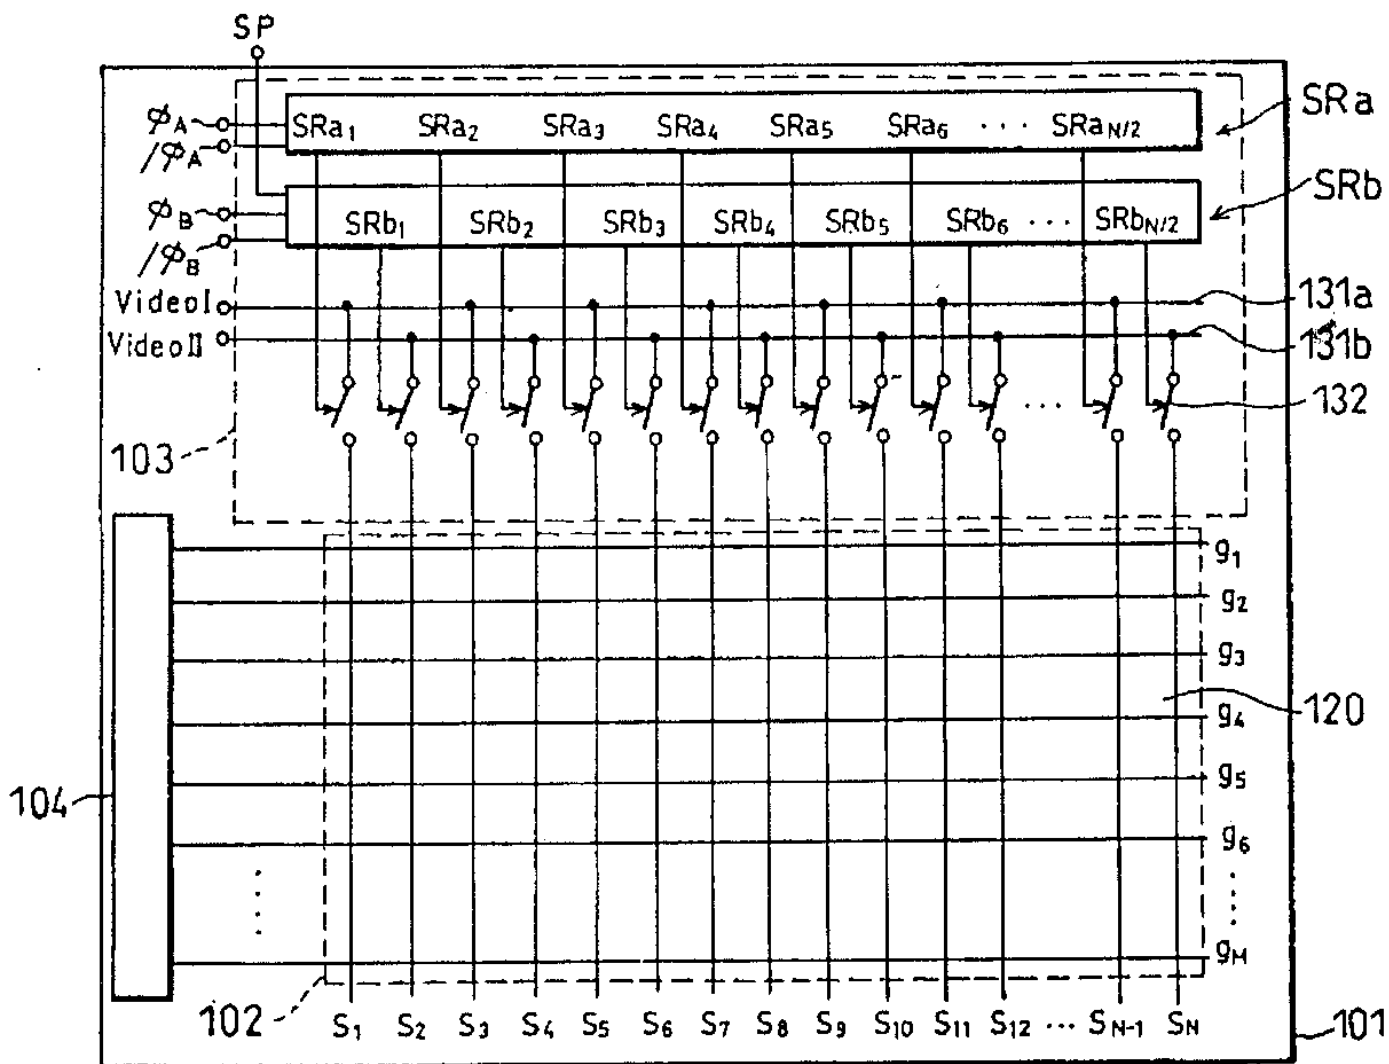 SP
φA
/φA
SRa1 SRa2 SRa3 SRa4 SRa5 SRa6 ··· SRaN/2
SRa
φB
/φB
SRb1 SRb2 SRb3 SRb4 SRb5 SRb6 ··· SRbN/2
SRb
VideoI
131a
VideoII
131b
132
···
103
g1
g2
g3
120
g4
104
g5
g6
gM
102
S1 S2 S3 S4 S5 S6 S7 S8 S9 S10 S11 S12 ··· SN-1 SN
101